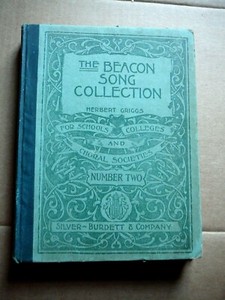 THE BEACON
SONG
COLLECTION
HERBERT GRIGGS
FOR SCHOOLS COLLEGES
AND
CHORAL SOCIETIES
NUMBER TWO
SILVER-BURDETT & COMPANY